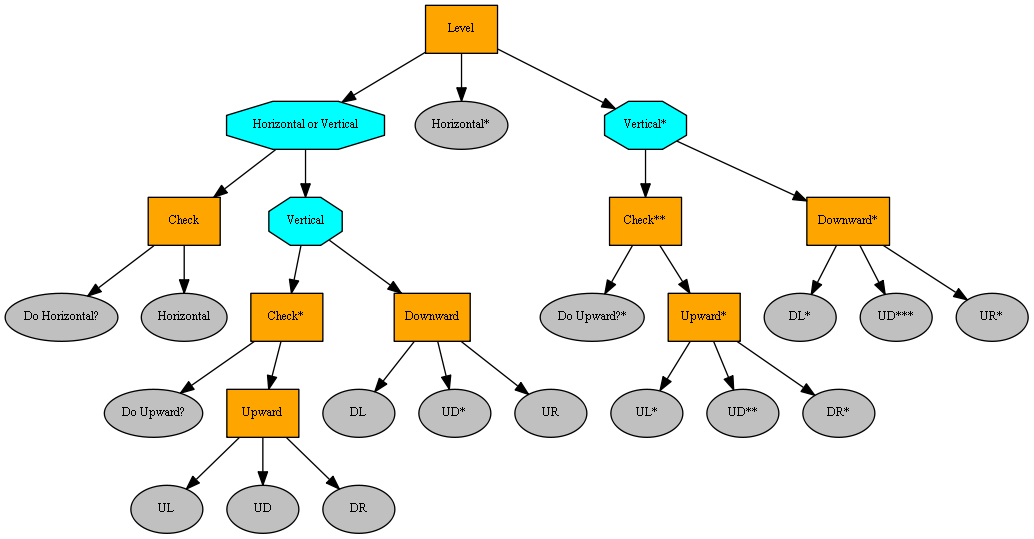 Level
Horizontal or Vertical
Horizontal*
Vertical*
Check
Vertical
Check**
Downward*
Do Horizontal?
Horizontal
Check*
Downward
Do Upward?*
Upward*
DL*
UD***
UR*
Do Upward?
Upward
DL
UD*
UR
UL*
UD**
DR*
UL
UD
DR